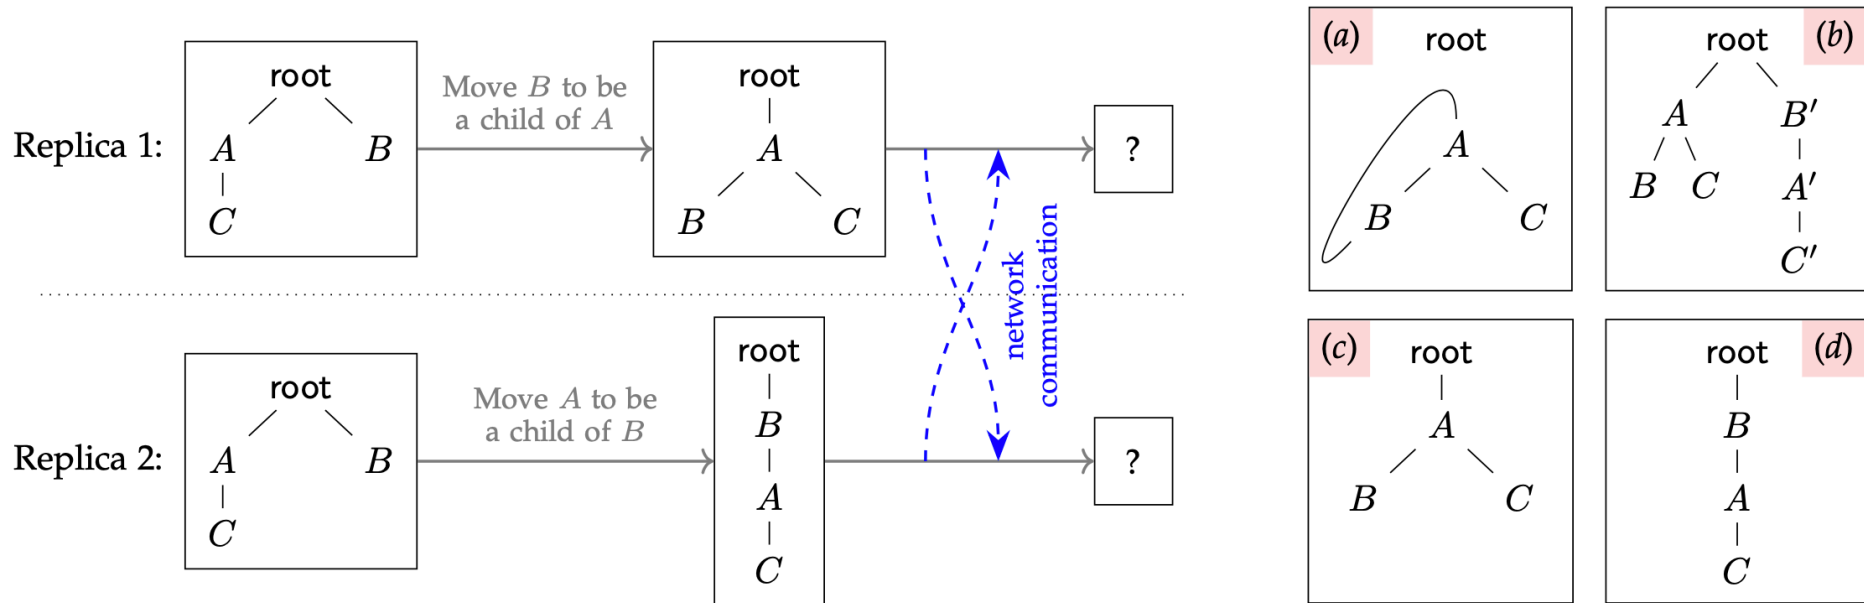 Replica 1:
root
A B
C
Move B to be
a child of A
root
A
B C
?
network
communication
Replica 2:
root
A B
C
Move A to be
a child of B
root
B
A
C
?
(a)
root
A
B C
(b)
root
A B′
B C A′
C′
(c)
root
A
B C
(d)
root
B
A
C